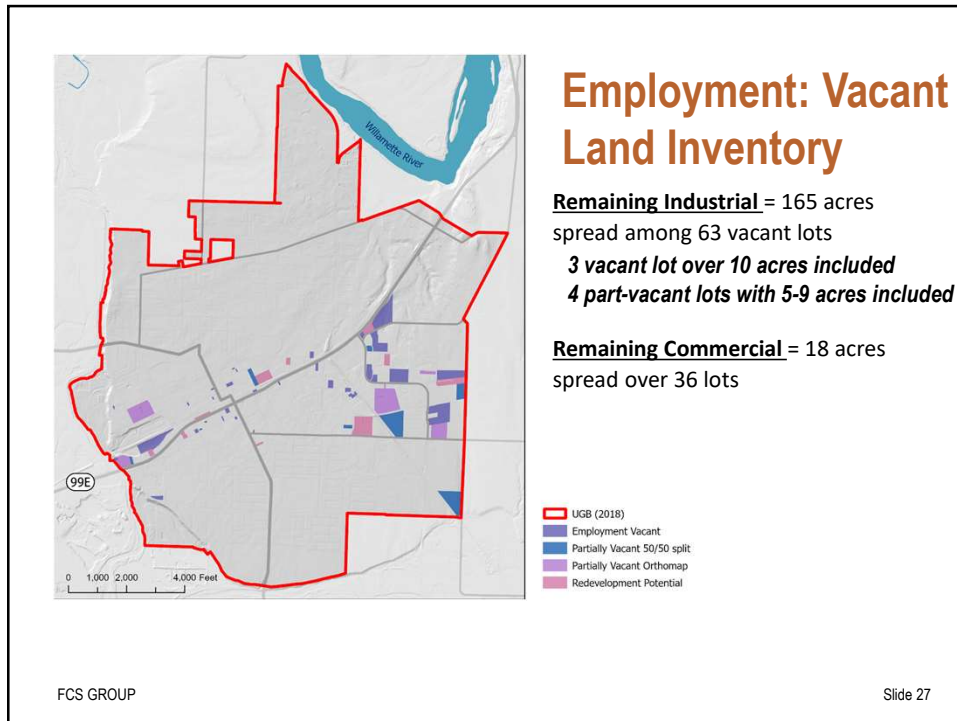 Employment: Vacant
Land Inventory
Remaining Industrial = 165 acres
spread among 63 vacant lots
3 vacant lot over 10 acres included
4 part-vacant lots with 5-9 acres included
Remaining Commercial = 18 acres
spread over 36 lots
Willamette River
99E
0 1,000 2,000 4,000 Feet
UGB (2018)
Employment Vacant
Partially Vacant 50/50 split
Partially Vacant Orthomap
Redevelopment Potential
FCS GROUP
Slide 27